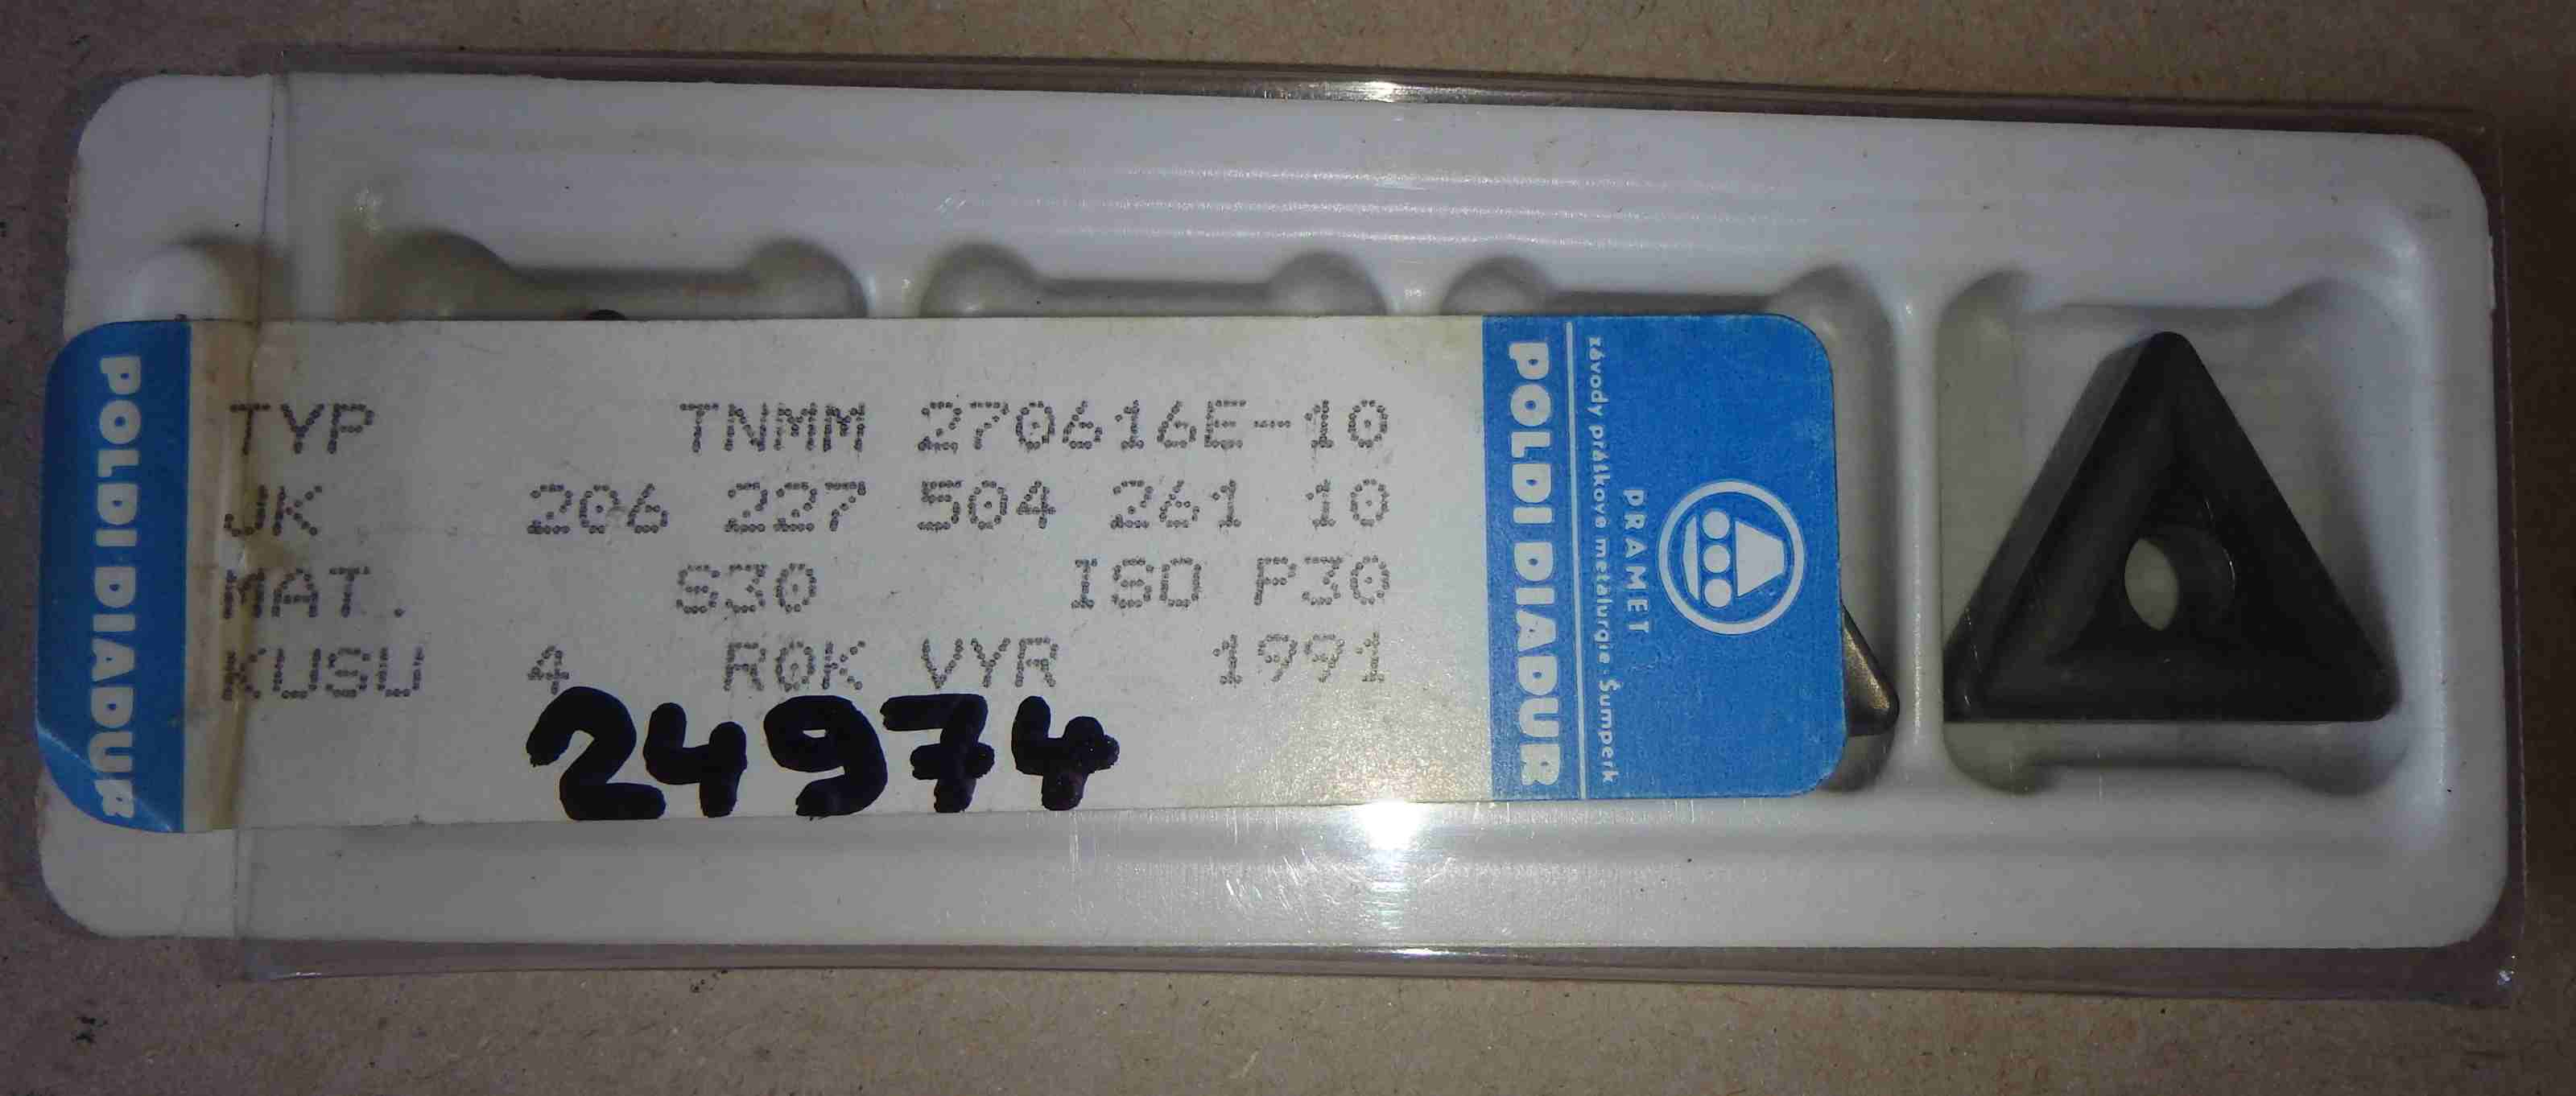 POLDI DIADUR
TYP TNMM 270616E-10
JK 206 227 504 261 10
MAT. S30 ISO P30
KUSU 4 ROK VYR 1991
24974
POLDI DIADUR
závody práškové metalurgie · Šumperk
PRAMET